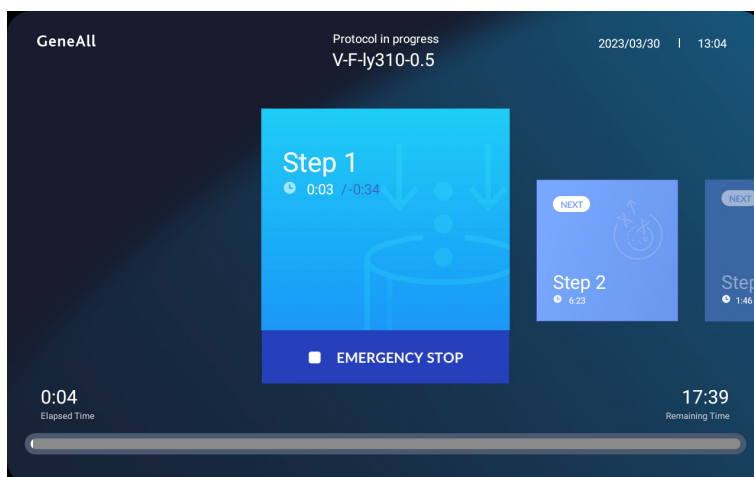 GeneAll
Protocol in progress
V-F-ly310-0.5
2023/03/30 | 13:04
Step 1
0:03 /-0:34
EMERGENCY STOP
NEXT
Step 2
6:23
NEXT
1:46
0:04
Elapsed Time
17:39
Remaining Time